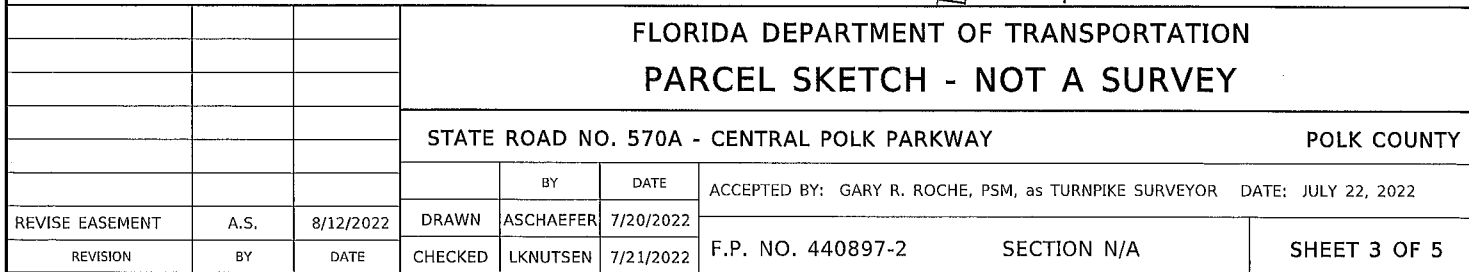 FLORIDA DEPARTMENT OF TRANSPORTATION
PARCEL SKETCH - NOT A SURVEY
STATE ROAD NO. 570A - CENTRAL POLK PARKWAY POLK COUNTY
BY DATE ACCEPTED BY: GARY R. ROCHE, PSM, as TURNPIKE SURVEYOR DATE: JULY 22, 2022
REVISE EASEMENT A.S. 8/12/2022 DRAWN ASCHAEFER 7/20/2022
REVISION BY DATE CHECKED LKNUTSEN 7/21/2022 F.P. NO. 440897-2 SECTION N/A SHEET 3 OF 5